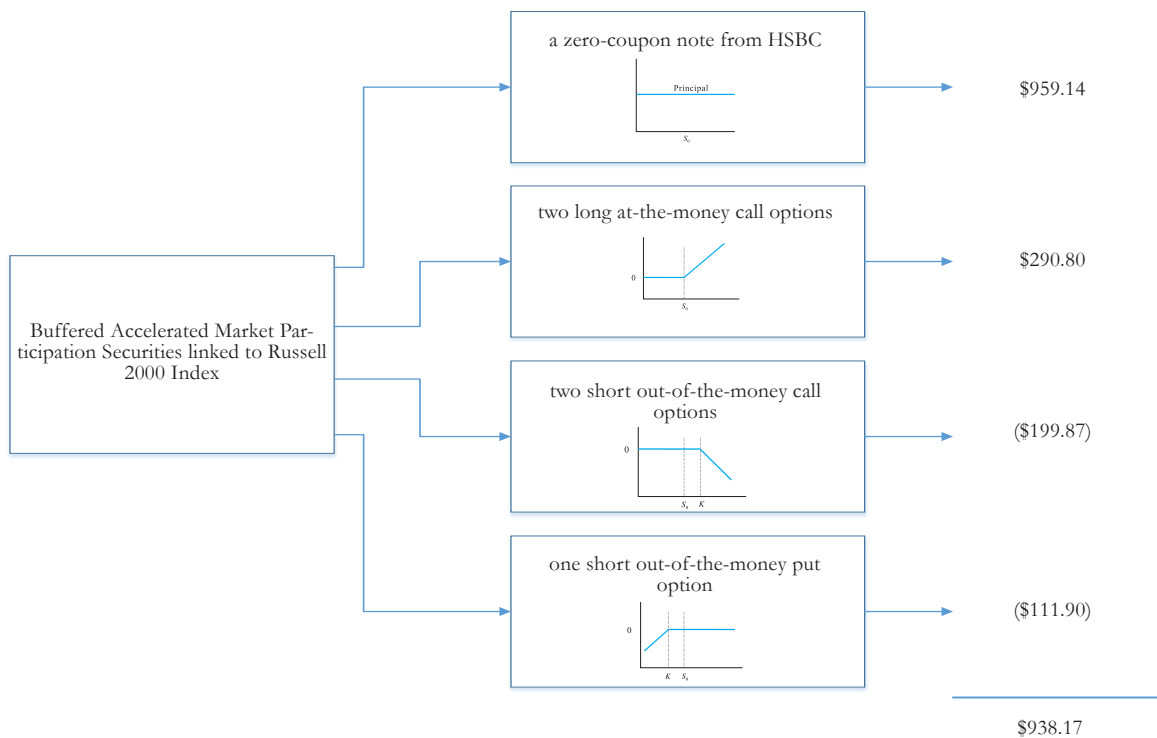 a zero-coupon note from HSBC
Principal
S₀
$959.14
two long at-the-money call options
0
S₀
$290.80
Buffered Accelerated Market Par-
ticipation Securities linked to Russell
2000 Index
two short out-of-the-money call
options
0
S₀ K
($199.87)
one short out-of-the-money put
option
0
K S₀
($111.90)
$938.17